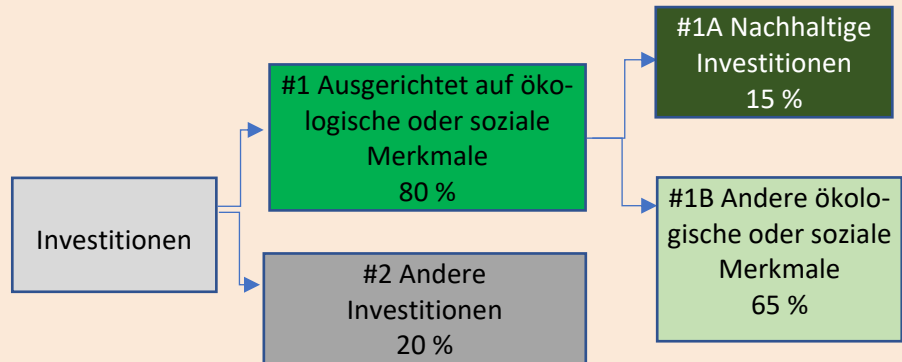 Investitionen
#1 Ausgerichtet auf öko-
logische oder soziale
Merkmale
80 %
#2 Andere
Investitionen
20 %
#1A Nachhaltige
Investitionen
15 %
#1B Andere ökolo-
gische oder soziale
Merkmale
65 %